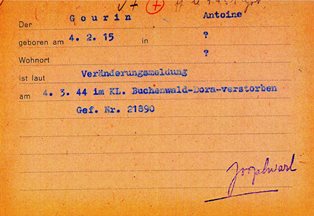 Der Gourin Antoine
geboren am 4. 2. 15 in ?
Wohnort ?
ist laut Veränderungsmeldung
am 4. 3. 44 im KL. Buchenwald-Dora-verstorben
Gef. Nr. 21890